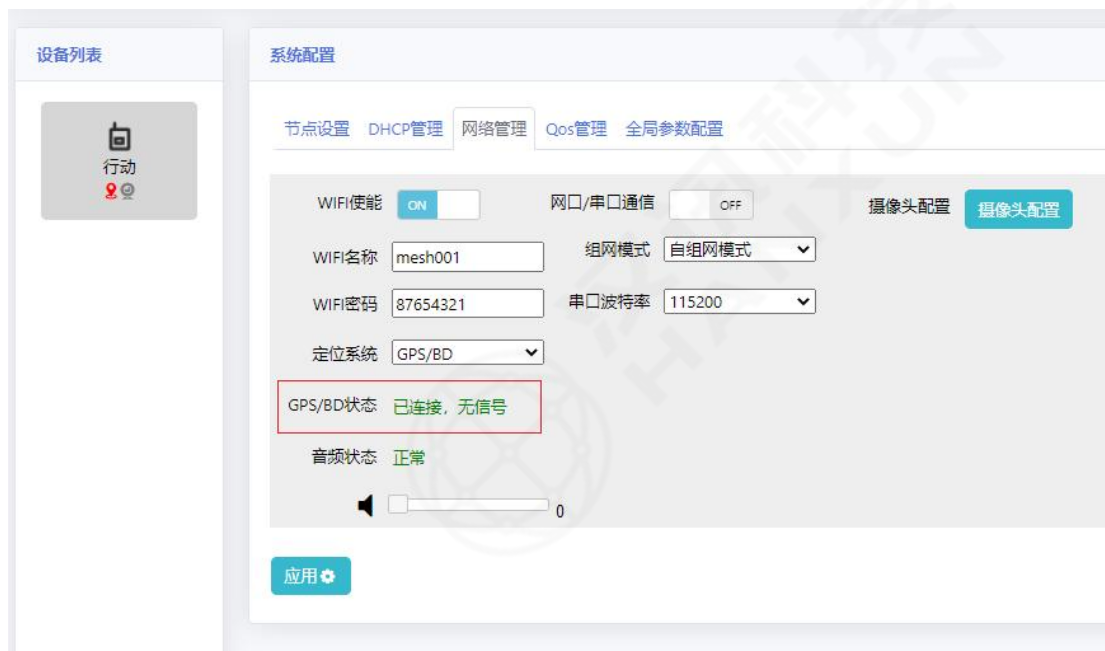 设备列表
行动
系统配置
节点设置 DHCP管理 网络管理 Qos管理 全局参数配置
WIFI使能 ON 网口/串口通信 OFF 摄像头配置 摄像头配置
WIFI名称 mesh001 组网模式 自组网模式
WIFI密码 87654321 串口波特率 115200
定位系统 GPS/BD
GPS/BD状态 已连接，无信号
音频状态 正常
0
应用
HANXUN